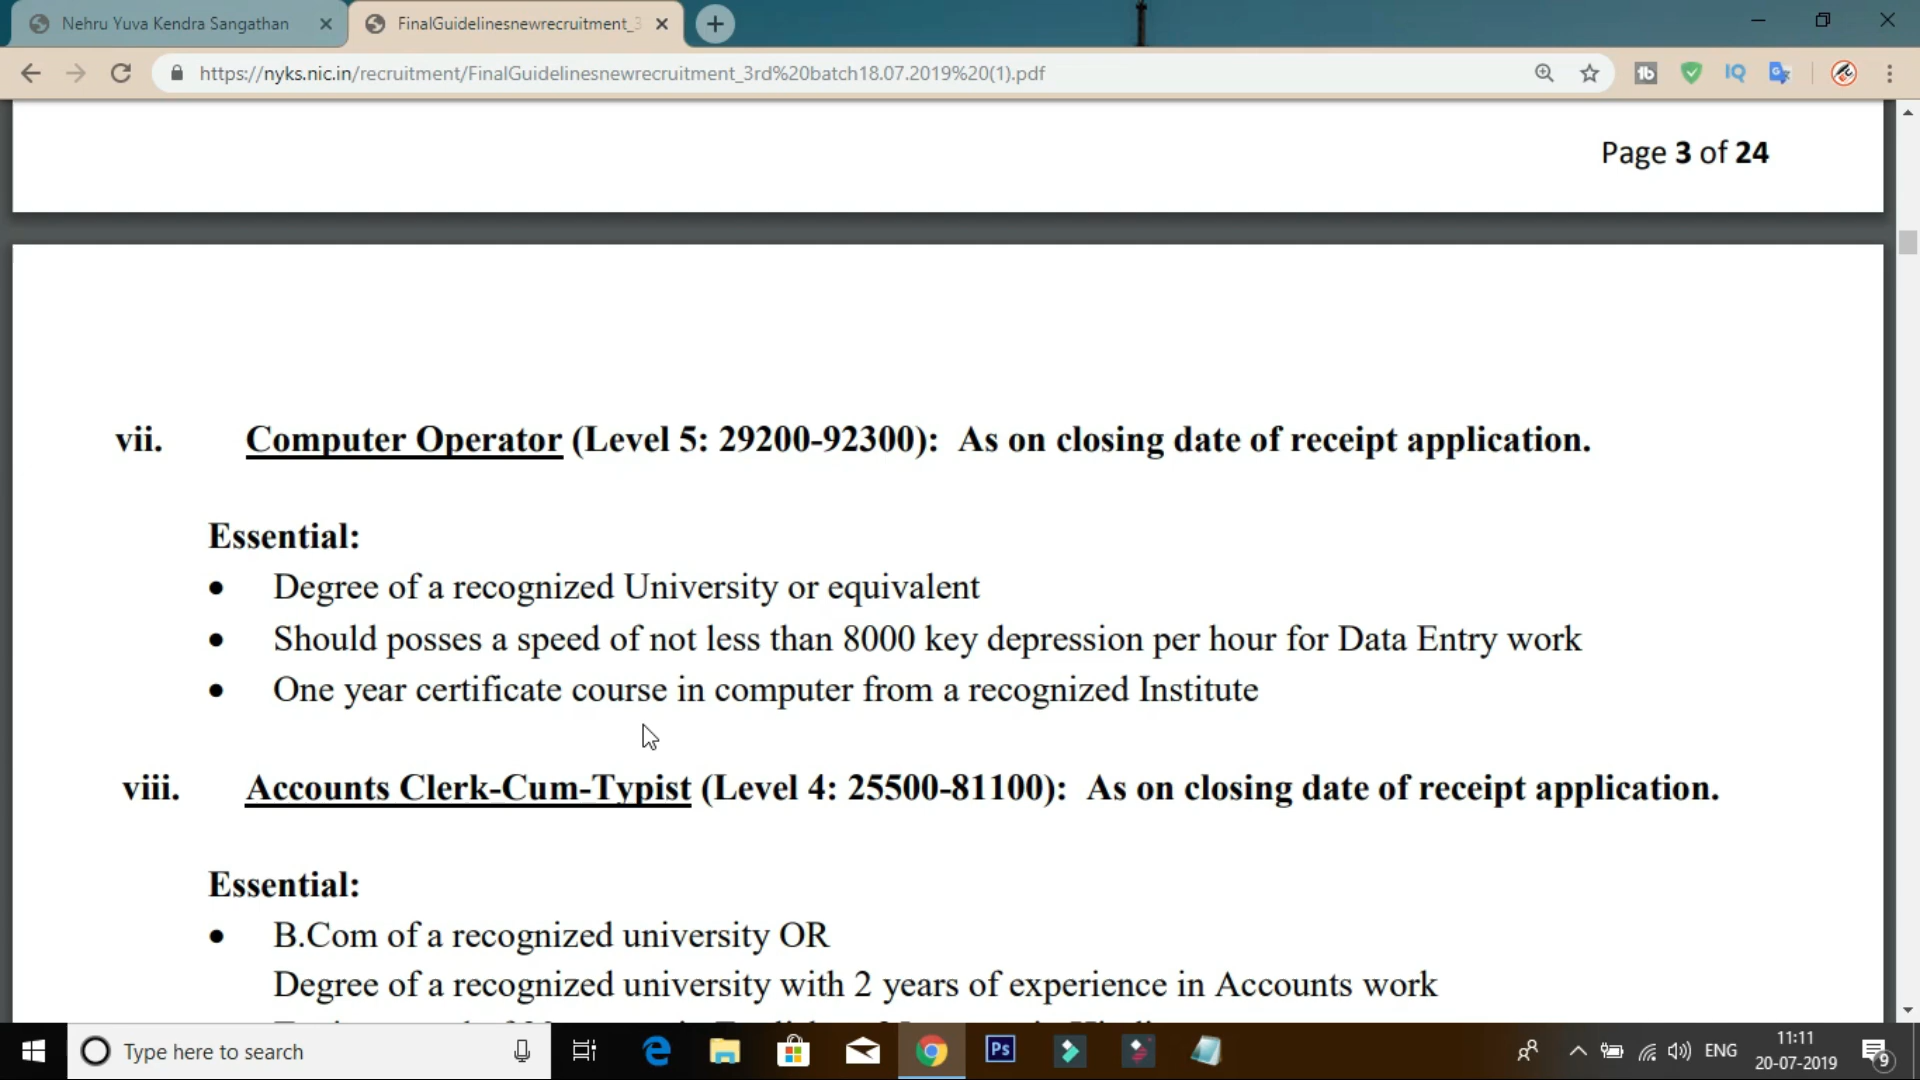 Nehru Yuva Kendra Sangathan
FinalGuidelinesnewrecruitment_3
https://nyks.nic.in/recruitment/FinalGuidelinesnewrecruitment_3rd%20batch18.07.2019%20(1).pdf
Page 3 of 24
vii. Computer Operator (Level 5: 29200-92300): As on closing date of receipt application.
Essential:
• Degree of a recognized University or equivalent
• Should posses a speed of not less than 8000 key depression per hour for Data Entry work
• One year certificate course in computer from a recognized Institute
viii. Accounts Clerk-Cum-Typist (Level 4: 25500-81100): As on closing date of receipt application.
Essential:
• B.Com of a recognized university OR
Degree of a recognized university with 2 years of experience in Accounts work
Type here to search
Ps
ENG
11:11
20-07-2019
9